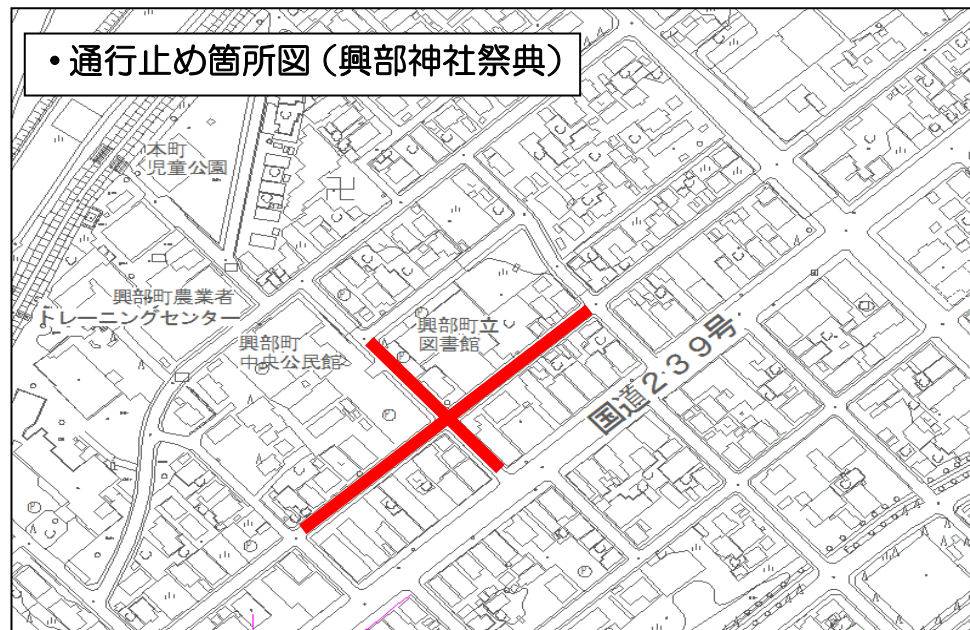 ・通行止め箇所図（興部神社祭典）
本町
児童公園
興部町農業者
トレーニングセンター
興部町
中央公民館
興部町立
図書館
国道239号